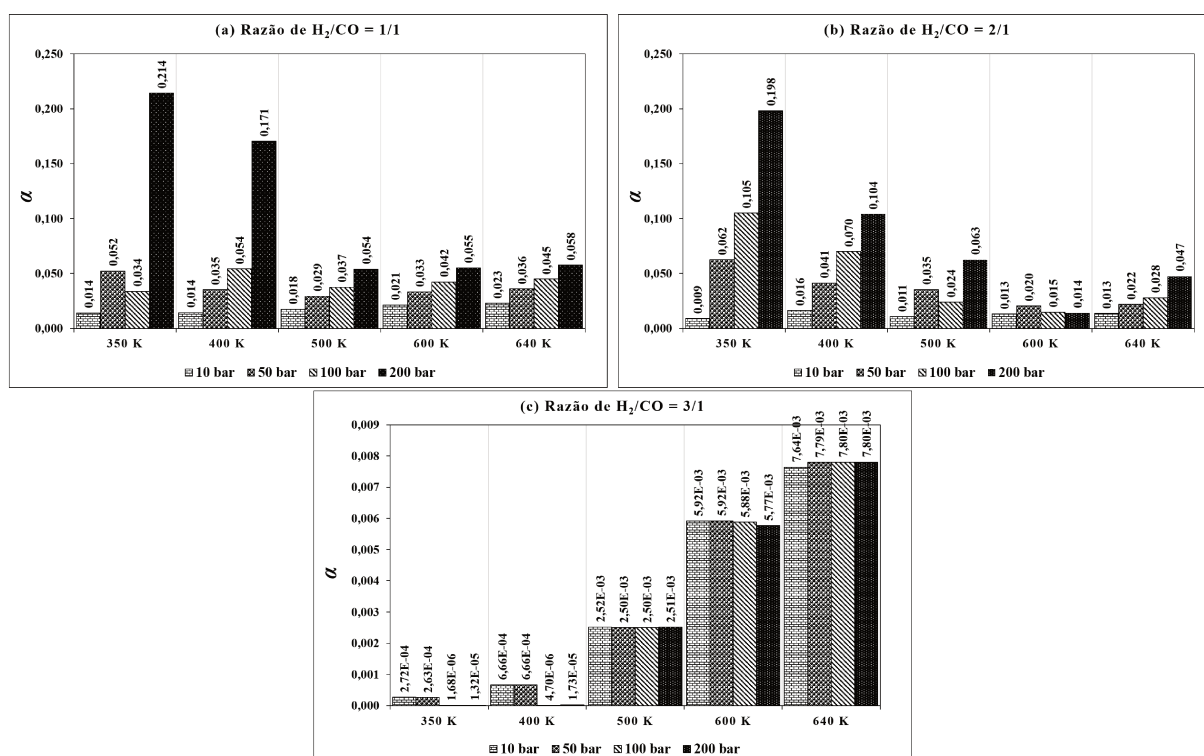 (a) Razão de H₂/CO = 1/1
0,250
0,200
0,150
0,100
0,050
0,000
α
0,014 0,052 0,034 0,214
0,014 0,035 0,054 0,171
0,018 0,029 0,037 0,054
0,021 0,033 0,042 0,055
0,023 0,036 0,045 0,058
350 K 400 K 500 K 600 K 640 K
10 bar 50 bar 100 bar 200 bar
(b) Razão de H₂/CO = 2/1
0,250
0,200
0,150
0,100
0,050
0,000
α
0,009 0,062 0,105 0,198
0,016 0,041 0,070 0,104
0,011 0,035 0,024 0,063
0,013 0,020 0,015 0,014
0,013 0,022 0,028 0,047
350 K 400 K 500 K 600 K 640 K
10 bar 50 bar 100 bar 200 bar
(c) Razão de H₂/CO = 3/1
0,009
0,008
0,007
0,006
0,005
0,004
0,003
0,002
0,001
0,000
α
2,72E-04 2,63E-04 1,68E-06 1,32E-05
6,66E-04 6,66E-04 4,70E-06 1,73E-05
2,52E-03 2,50E-03 2,50E-03 2,51E-03
5,92E-03 5,92E-03 5,88E-03 5,77E-03
7,64E-03 7,79E-03 7,80E-03 7,80E-03
350 K 400 K 500 K 600 K 640 K
10 bar 50 bar 100 bar 200 bar